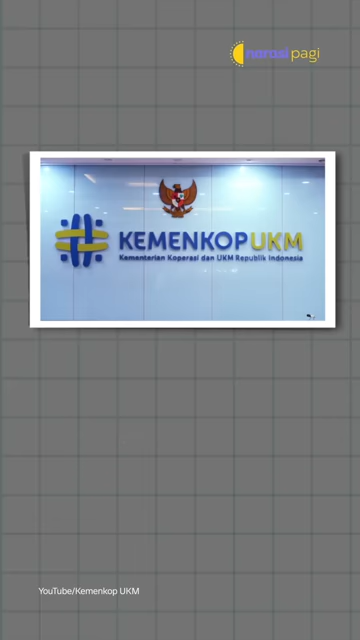 narasi pagi
KEMENKOPUKM
Kementerian Koperasi dan UKM Republik Indonesia
YouTube/Kemenkop UKM